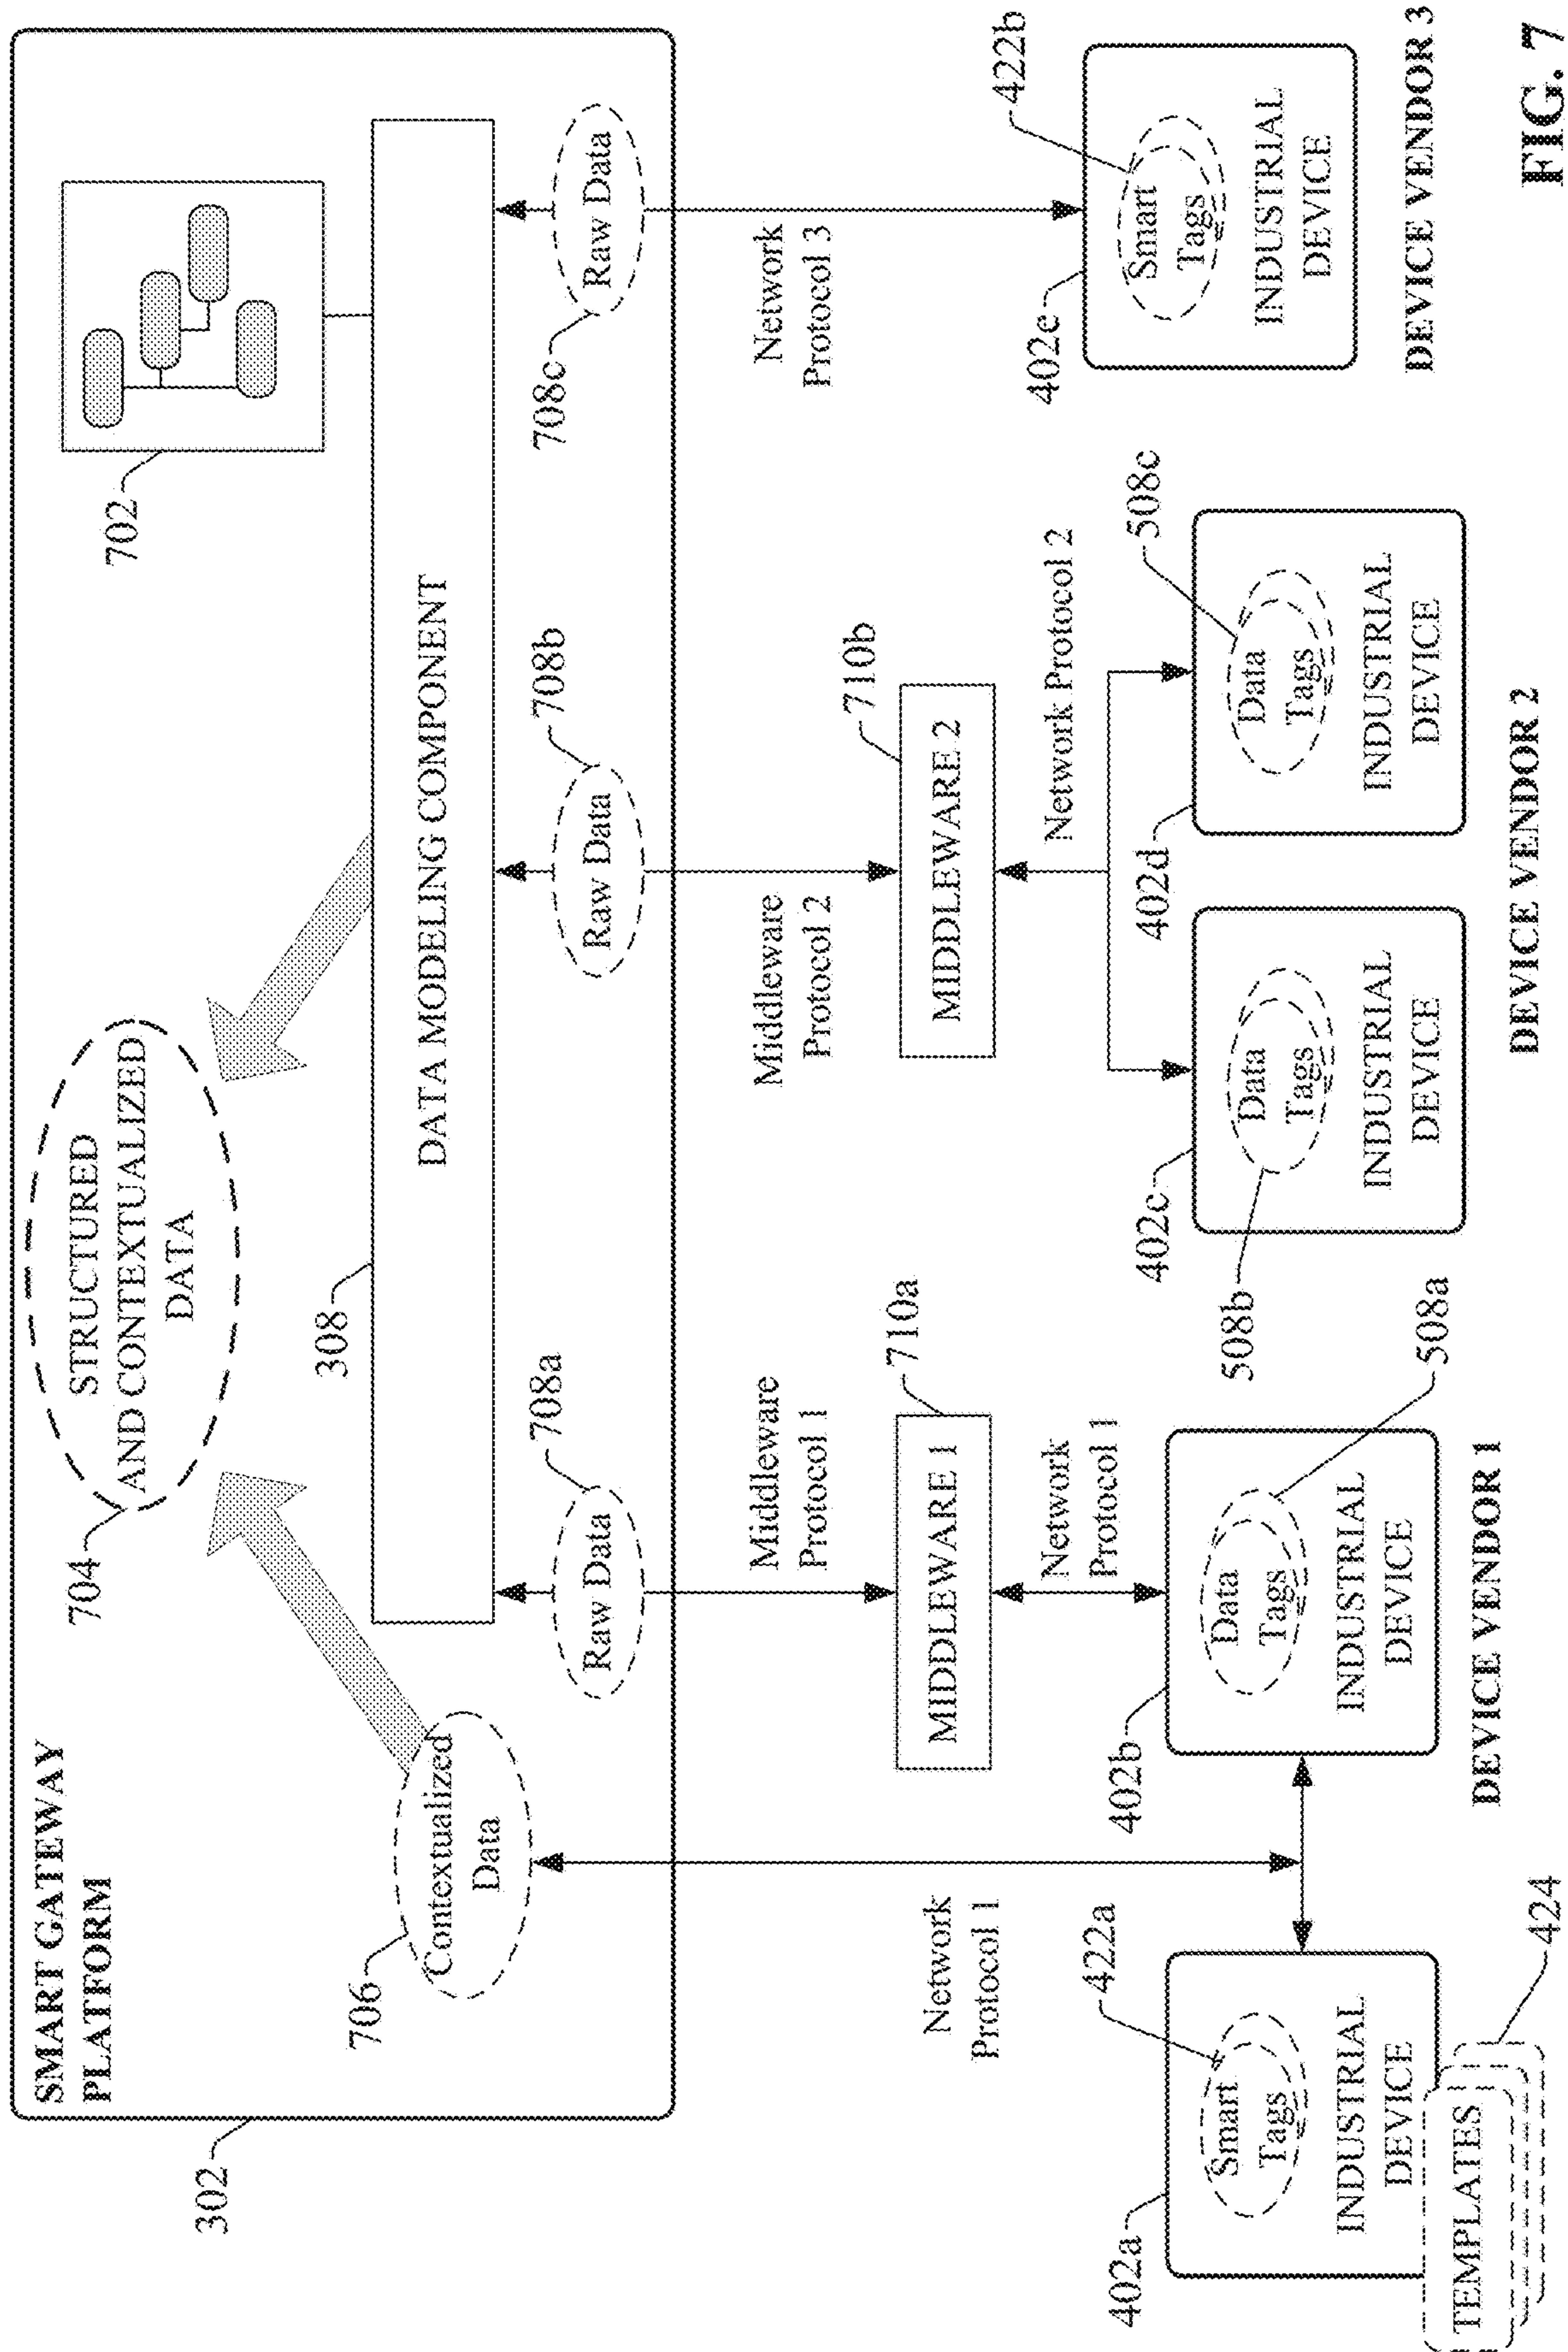 SMART GATEWAY
PLATFORM
302
704
STRUCTURED
AND CONTEXTUALIZED
DATA
702
706
Contextualized
Data
308
DATA MODELING COMPONENT
Raw Data
708a
Raw Data
708b
Raw Data
708c
Network
Protocol 1
Middleware
Protocol 1
Middleware
Protocol 2
Network
Protocol 3
MIDDLEWARE 1
710a
MIDDLEWARE 2
710b
Network
Protocol 1
Network Protocol 2
402a
422a
Smart
Tags
INDUSTRIAL
DEVICE
TEMPLATES
424
402b
Data
Tags
508a
INDUSTRIAL
DEVICE
DEVICE VENDOR 1
402c
508b
Data
Tags
INDUSTRIAL
DEVICE
402d
508c
Data
Tags
INDUSTRIAL
DEVICE
DEVICE VENDOR 2
402e
422b
Smart
Tags
INDUSTRIAL
DEVICE
DEVICE VENDOR 3
FIG. 7